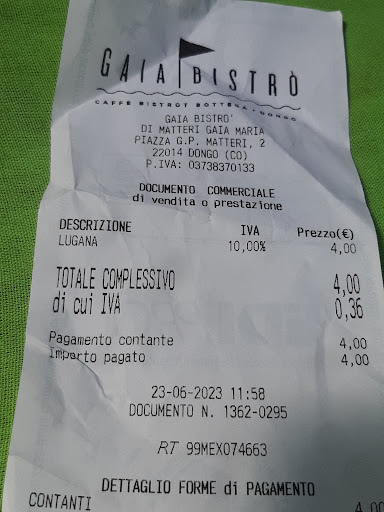 GAIA BISTRÒ
CAFFÈ BISTROT BOTTEGA · DONGO
GAIA BISTRO'
DI MATTERI GAIA MARIA
PIAZZA G.P. MATTERI, 2
22014 DONGO (CO)
P.IVA: 03738370133
DOCUMENTO COMMERCIALE
di vendita o prestazione
DESCRIZIONE IVA Prezzo(€)
LUGANA 10,00% 4,00
TOTALE COMPLESSIVO 4,00
di cui IVA 0,36
Pagamento contante 4,00
Importo pagato 4,00
23-06-2023 11:58
DOCUMENTO N. 1362-0295
RT 99MEX074663
DETTAGLIO FORME di PAGAMENTO
CONTANTI 4,00